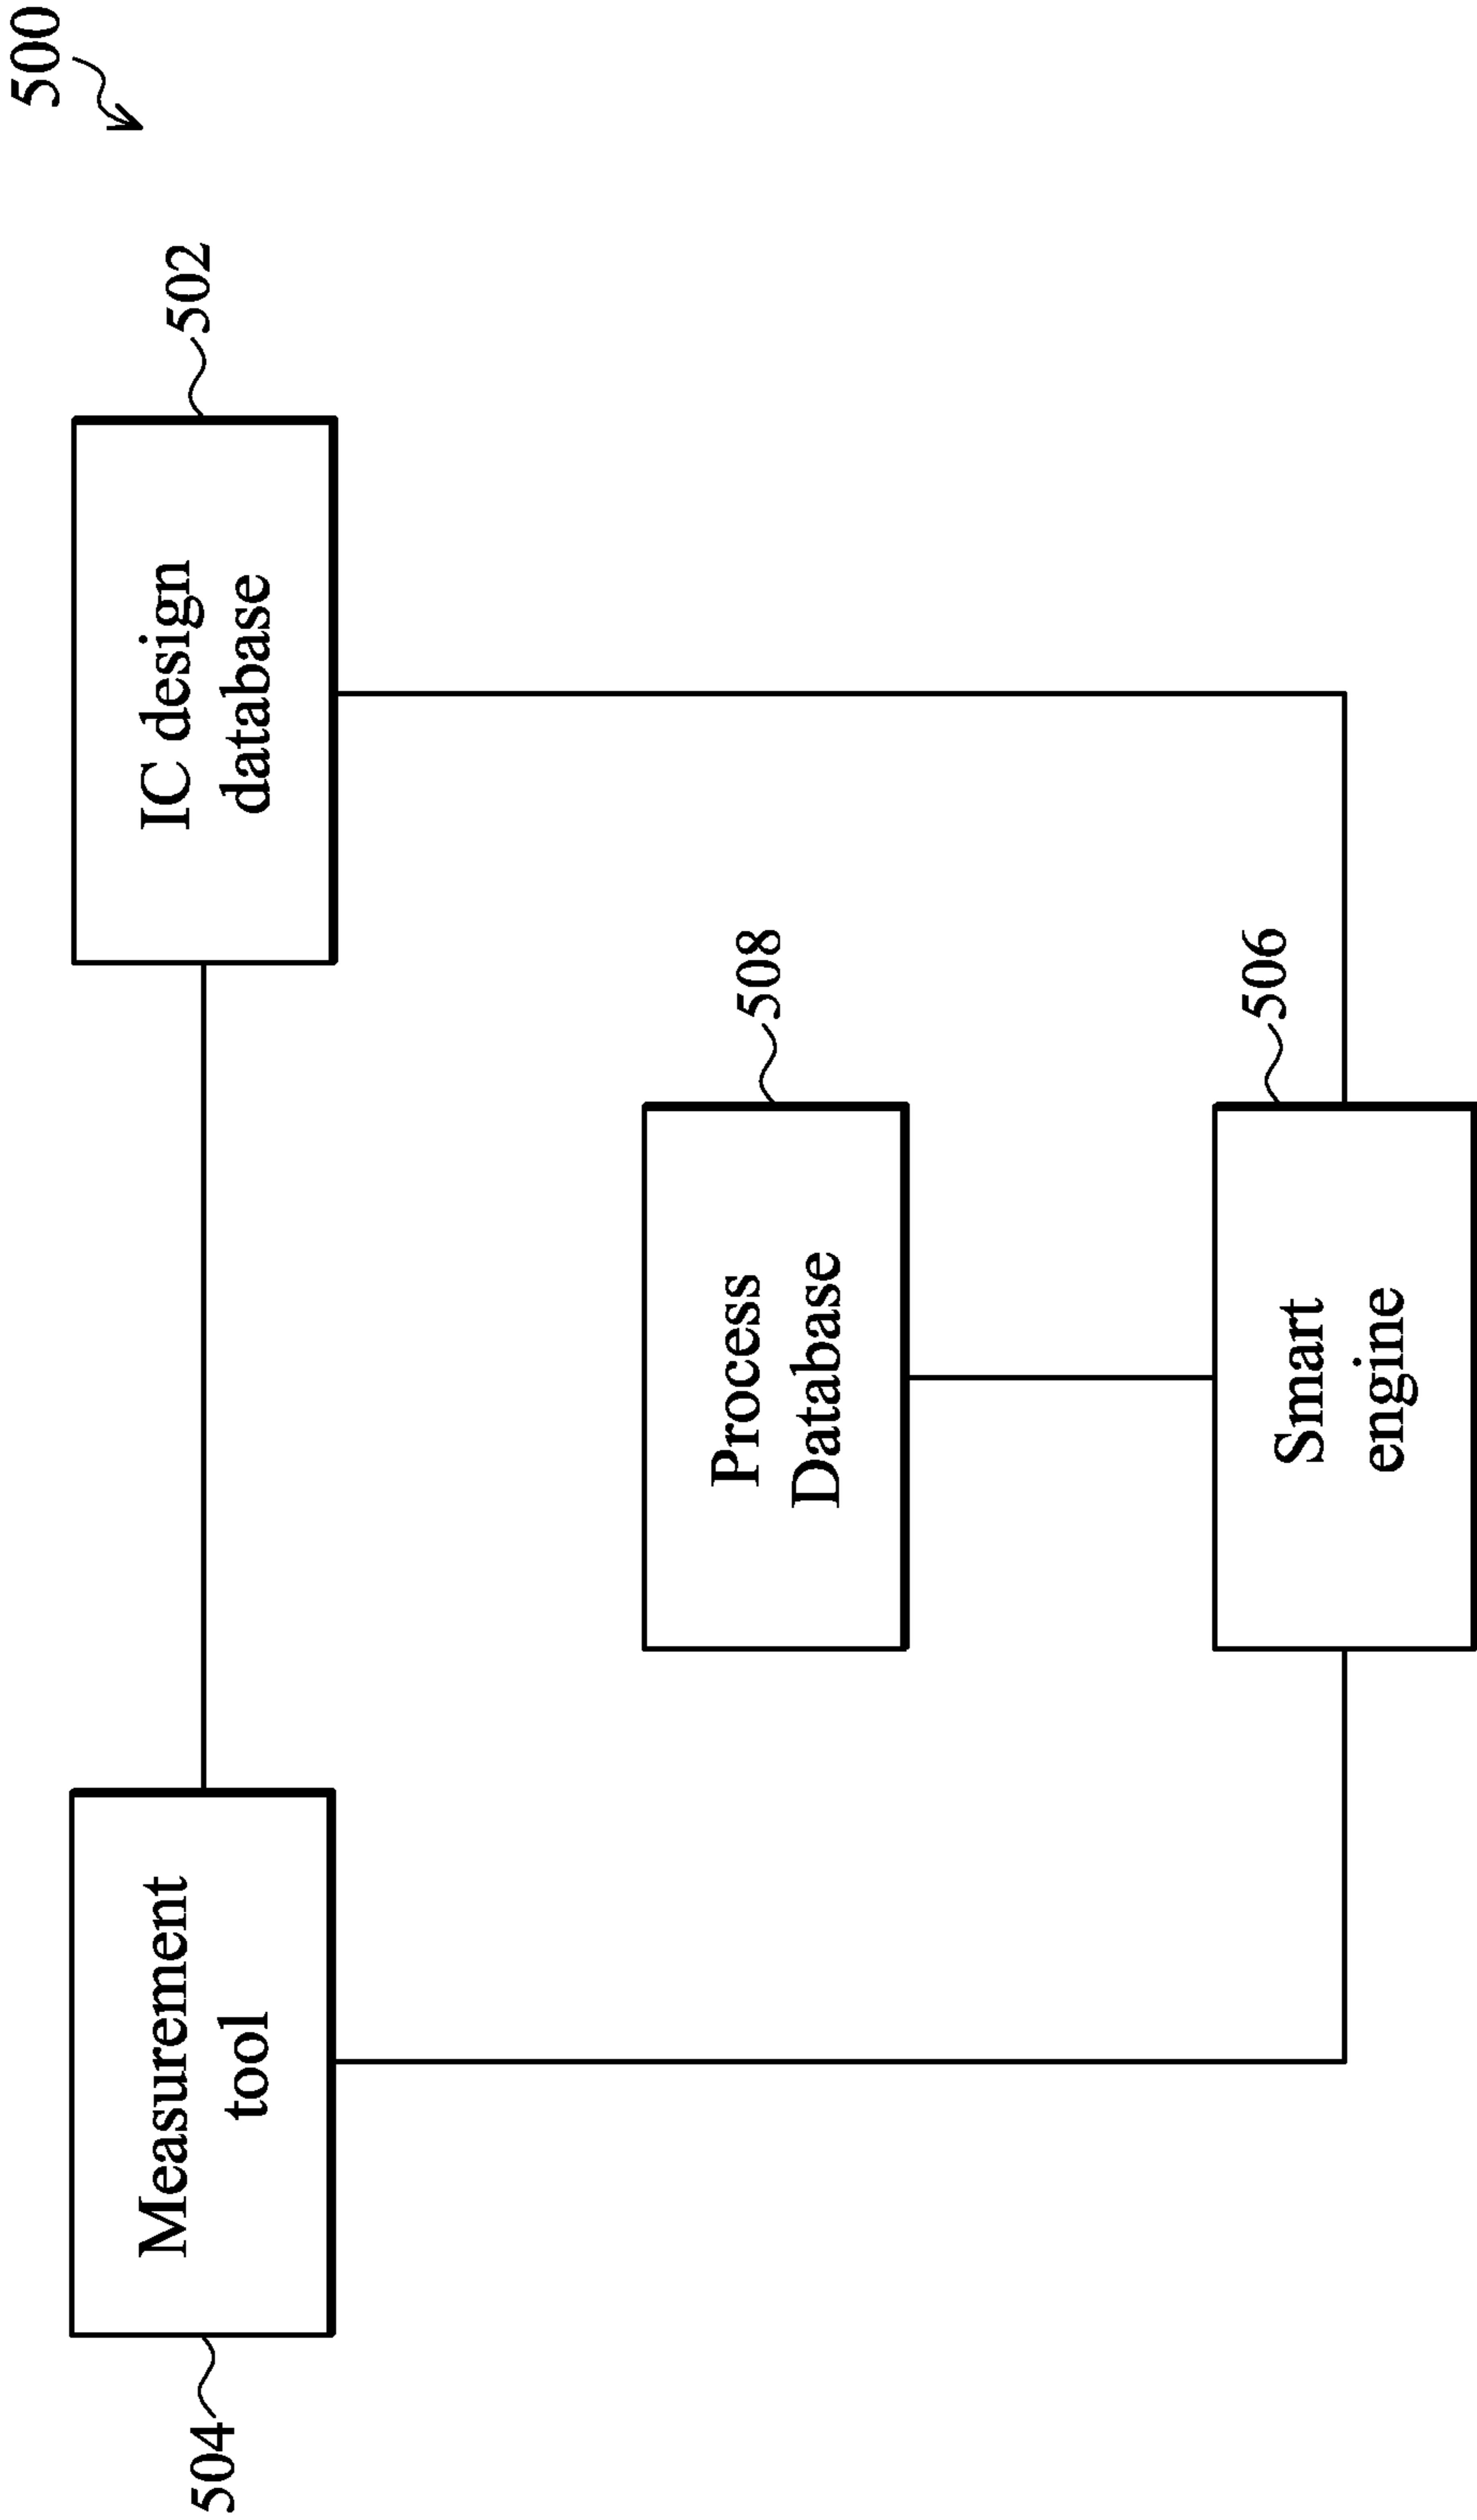 500
504
Measurement
tool
IC design
database
502
508
Process
Database
506
Smart
engine